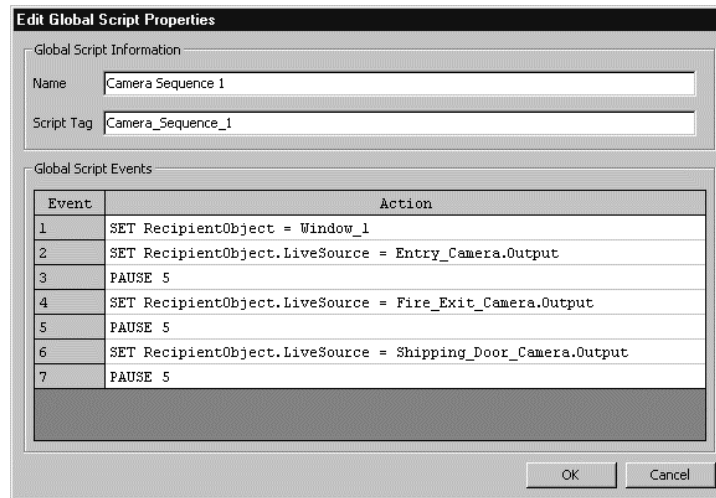 Edit Global Script Properties
Global Script Information
Name Camera Sequence 1
Script Tag Camera_Sequence_1
Global Script Events
Event Action
1 SET RecipientObject = Window_1
2 SET RecipientObject.LiveSource = Entry_Camera.Output
3 PAUSE 5
4 SET RecipientObject.LiveSource = Fire_Exit_Camera.Output
5 PAUSE 5
6 SET RecipientObject.LiveSource = Shipping_Door_Camera.Output
7 PAUSE 5
OK Cancel